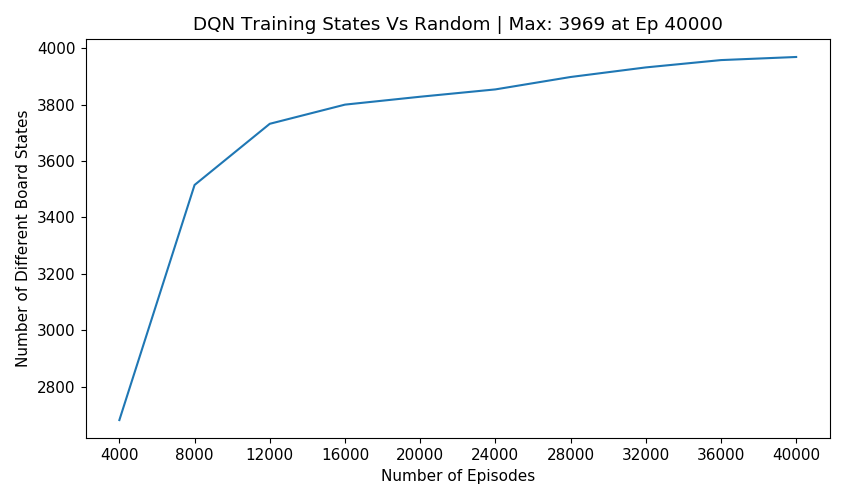 DQN Training States Vs Random | Max: 3969 at Ep 40000
Number of Different Board States
4000
3800
3600
3400
3200
3000
2800
4000 8000 12000 16000 20000 24000 28000 32000 36000 40000
Number of Episodes